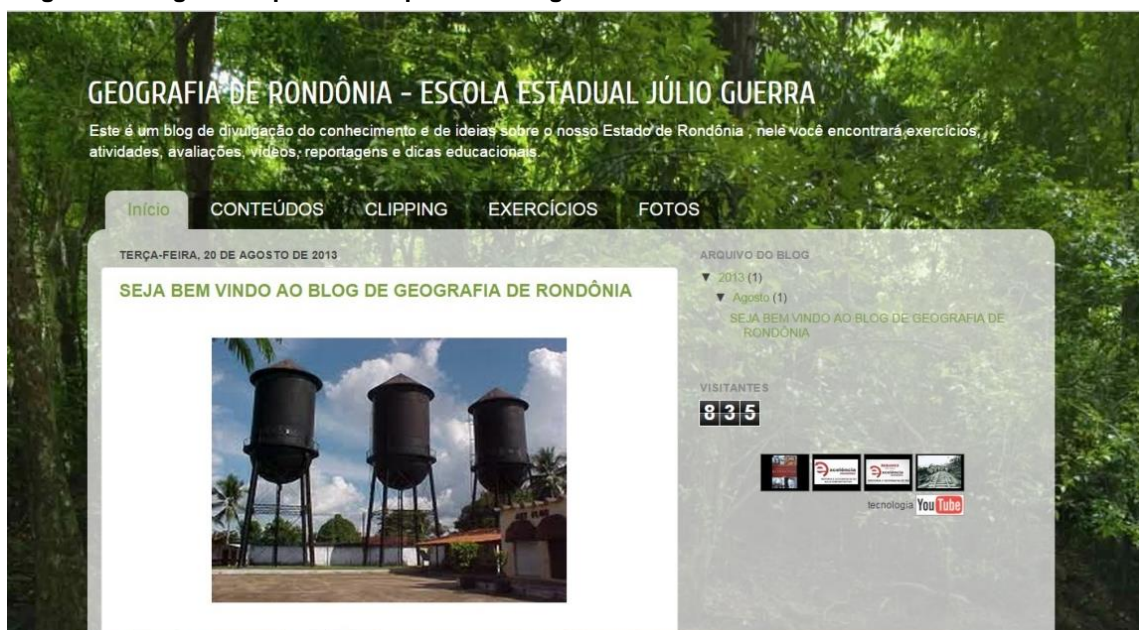 GEOGRAFIA DE RONDÔNIA - ESCOLA ESTADUAL JÚLIO GUERRA
Este é um blog de divulgação do conhecimento e de ideias sobre o nosso Estado de Rondônia , nele você encontrará exercícios,
atividades, avaliações, vídeos, reportagens e dicas educacionais.
Início CONTEÚDOS CLIPPING EXERCÍCIOS FOTOS
TERÇA-FEIRA, 20 DE AGOSTO DE 2013
SEJA BEM VINDO AO BLOG DE GEOGRAFIA DE RONDÔNIA
ARQUIVO DO BLOG
▼ 2013 (1)
▼ Agosto (1)
SEJA BEM VINDO AO BLOG DE GEOGRAFIA DE
RONDÔNIA
VISITANTES
835
excelência
excelência
tecnologia YouTube